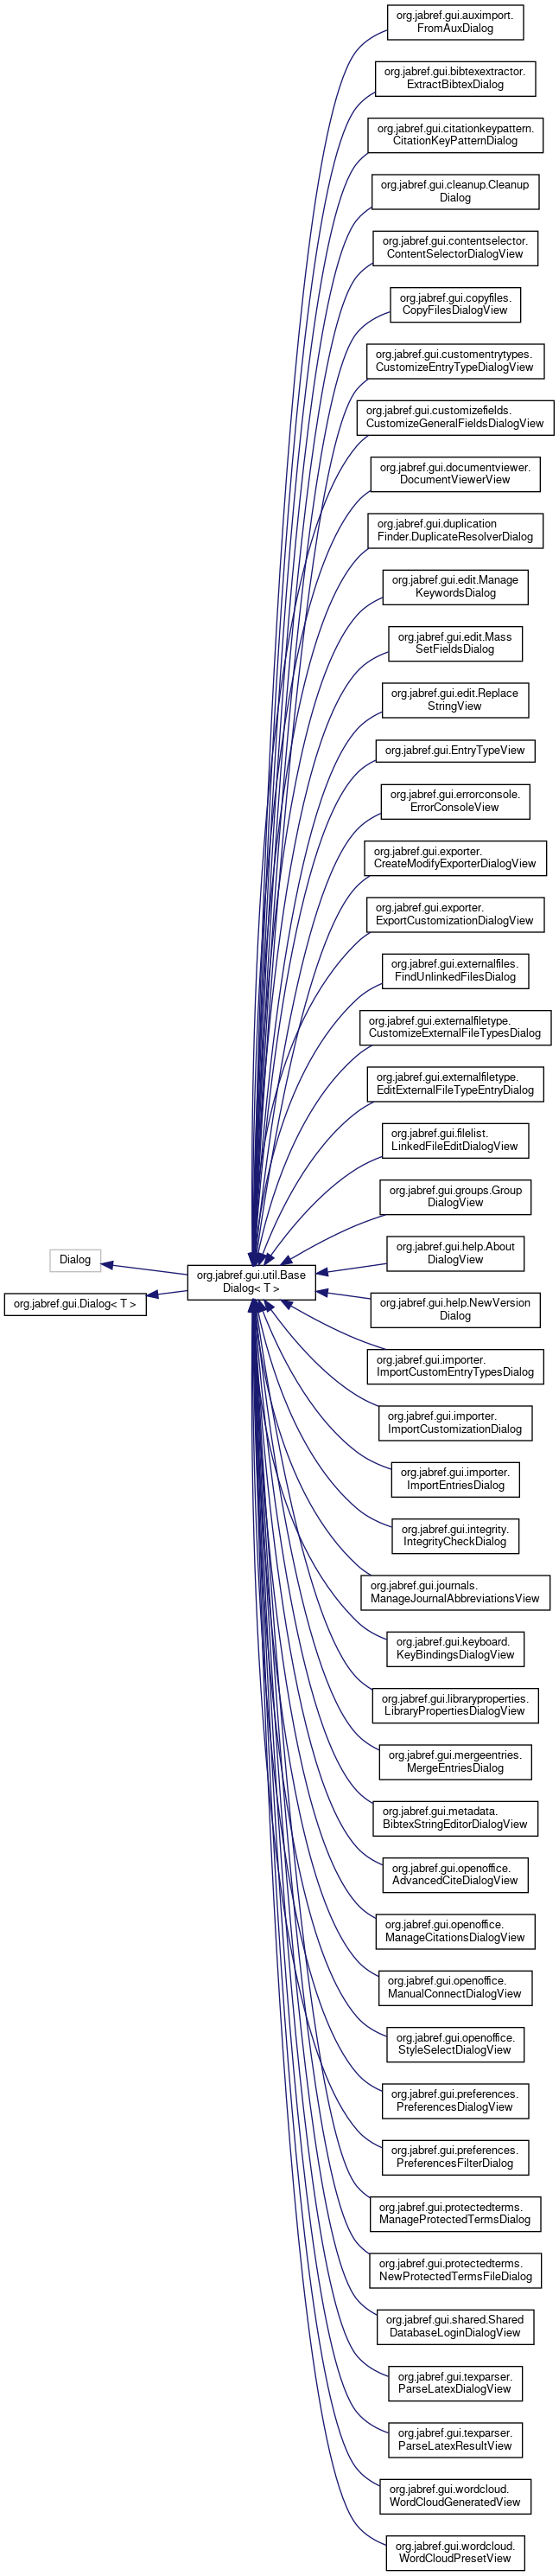 org.jabref.gui.auximport.
FromAuxDialog
org.jabref.gui.bibtexextractor.
ExtractBibtexDialog
org.jabref.gui.citationkeypattern.
CitationKeyPatternDialog
org.jabref.gui.cleanup.Cleanup
Dialog
org.jabref.gui.contentselector.
ContentSelectorDialogView
org.jabref.gui.copyfiles.
CopyFilesDialogView
org.jabref.gui.customentrytypes.
CustomizeEntryTypeDialogView
org.jabref.gui.customizefields.
CustomizeGeneralFieldsDialogView
org.jabref.gui.documentviewer.
DocumentViewerView
org.jabref.gui.duplication
Finder.DuplicateResolverDialog
org.jabref.gui.edit.Manage
KeywordsDialog
org.jabref.gui.edit.Mass
SetFieldsDialog
org.jabref.gui.edit.Replace
StringView
org.jabref.gui.EntryTypeView
org.jabref.gui.errorconsole.
ErrorConsoleView
org.jabref.gui.exporter.
CreateModifyExporterDialogView
org.jabref.gui.exporter.
ExportCustomizationDialogView
org.jabref.gui.externalfiles.
FindUnlinkedFilesDialog
org.jabref.gui.externalfiletype.
CustomizeExternalFileTypesDialog
org.jabref.gui.externalfiletype.
EditExternalFileTypeEntryDialog
org.jabref.gui.filelist.
LinkedFileEditDialogView
org.jabref.gui.groups.Group
DialogView
Dialog
org.jabref.gui.Dialog< T >
org.jabref.gui.util.Base
Dialog< T >
org.jabref.gui.help.About
DialogView
org.jabref.gui.help.NewVersion
Dialog
org.jabref.gui.importer.
ImportCustomEntryTypesDialog
org.jabref.gui.importer.
ImportCustomizationDialog
org.jabref.gui.importer.
ImportEntriesDialog
org.jabref.gui.integrity.
IntegrityCheckDialog
org.jabref.gui.journals.
ManageJournalAbbreviationsView
org.jabref.gui.keyboard.
KeyBindingsDialogView
org.jabref.gui.libraryproperties.
LibraryPropertiesDialogView
org.jabref.gui.mergeentries.
MergeEntriesDialog
org.jabref.gui.metadata.
BibtexStringEditorDialogView
org.jabref.gui.openoffice.
AdvancedCiteDialogView
org.jabref.gui.openoffice.
ManageCitationsDialogView
org.jabref.gui.openoffice.
ManualConnectDialogView
org.jabref.gui.openoffice.
StyleSelectDialogView
org.jabref.gui.preferences.
PreferencesDialogView
org.jabref.gui.preferences.
PreferencesFilterDialog
org.jabref.gui.protectedterms.
ManageProtectedTermsDialog
org.jabref.gui.protectedterms.
NewProtectedTermsFileDialog
org.jabref.gui.shared.Shared
DatabaseLoginDialogView
org.jabref.gui.texparser.
ParseLatexDialogView
org.jabref.gui.texparser.
ParseLatexResultView
org.jabref.gui.wordcloud.
WordCloudGeneratedView
org.jabref.gui.wordcloud.
WordCloudPresetView